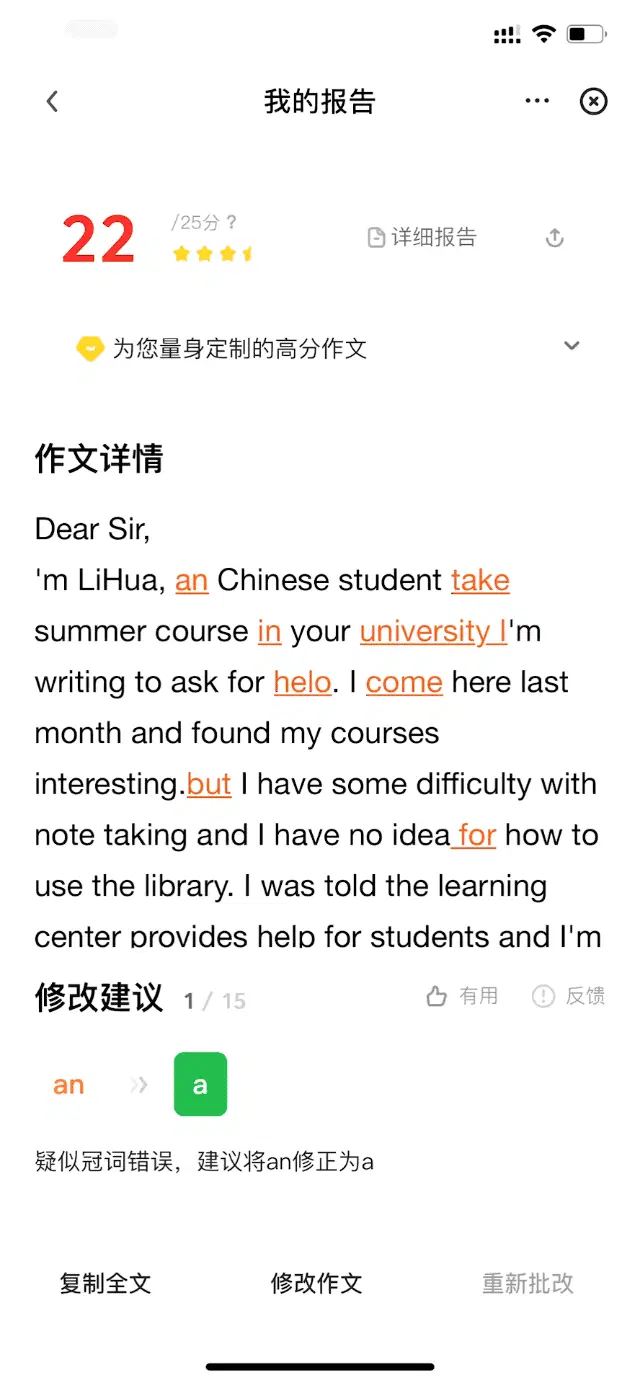 我的报告
22 /25分 ? 详细报告
为您量身定制的高分作文
作文详情
Dear Sir,
'm LiHua, an Chinese student take
summer course in your university I'm
writing to ask for helo. I come here last
month and found my courses
interesting.but I have some difficulty with
note taking and I have no idea for how to
use the library. I was told the learning
center provides help for students and I'm
修改建议 1 / 15 有用 反馈
an a
疑似冠词错误，建议将an修正为a
复制全文 修改作文 重新批改